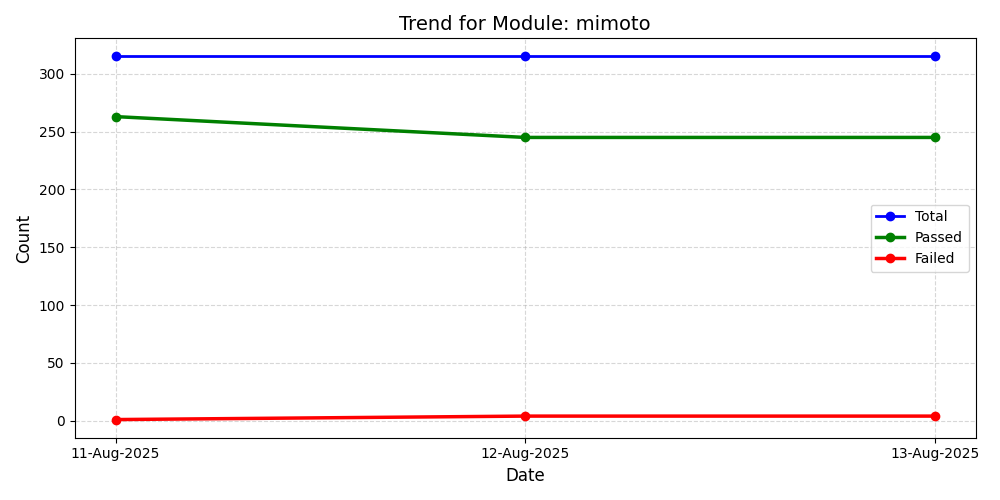 Trend for Module: mimoto
Count
300
250
200
150
100
50
0
Total
Passed
Failed
11-Aug-2025
12-Aug-2025
13-Aug-2025
Date